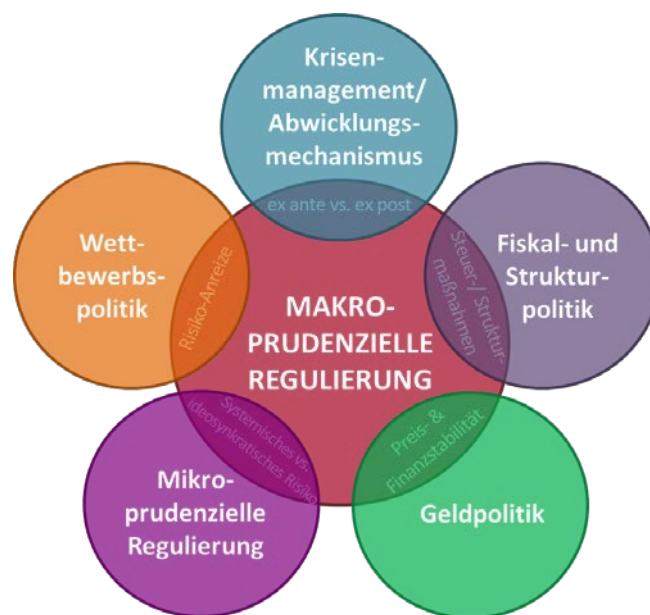 Krisen-
management/
Abwicklungs-
mechanismus
ex ante vs. ex post
Wett-
bewerbs-
politik
Risiko-Anreize
Fiskal- und
Struktur-
politik
Steuer-/ Struktur-
maßnahmen
MAKRO-
PRUDENZIELLE
REGULIERUNG
Systemisches vs.
ideosynkratisches Risiko
Mikro-
prudenzielle
Regulierung
Preis- &
Finanzstabilität
Geldpolitik